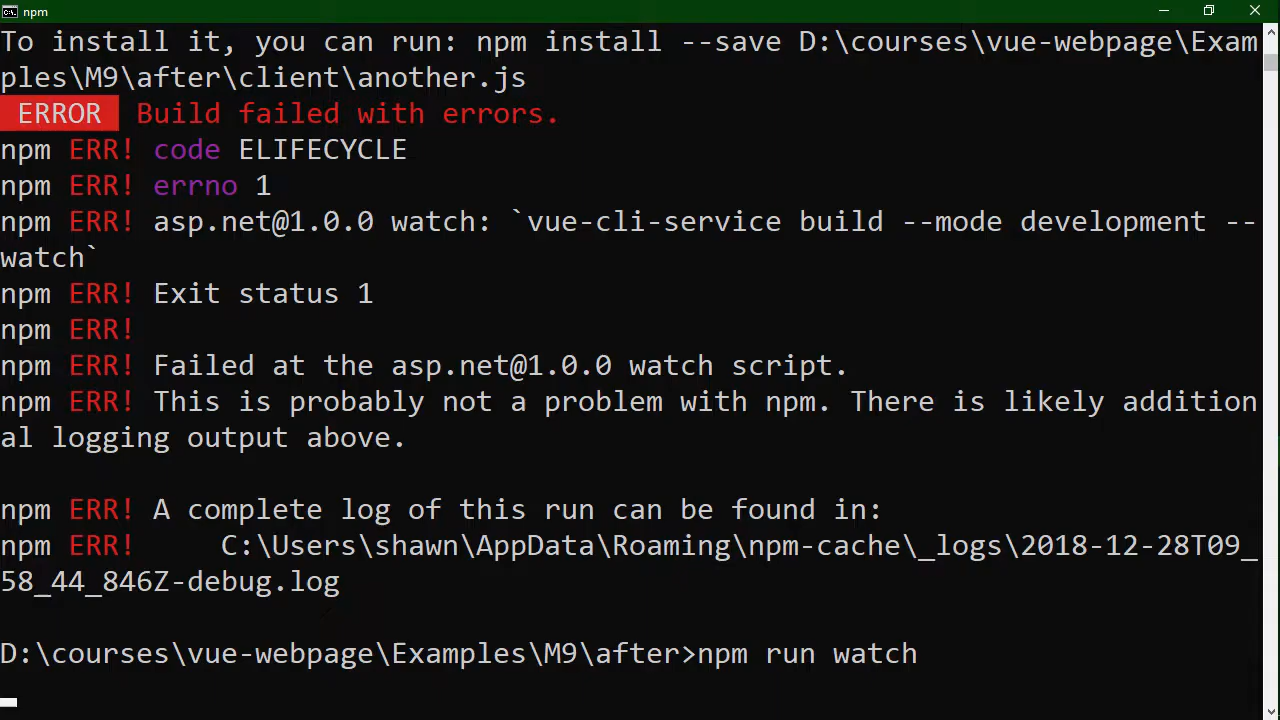 npm
To install it, you can run: npm install --save D:\courses\vue-webpage\Exam
ples\M9\after\client\another.js
ERROR Build failed with errors.
npm ERR! code ELIFECYCLE
npm ERR! errno 1
npm ERR! asp.net@1.0.0 watch: `vue-cli-service build --mode development --
watch`
npm ERR! Exit status 1
npm ERR!
npm ERR! Failed at the asp.net@1.0.0 watch script.
npm ERR! This is probably not a problem with npm. There is likely addition
al logging output above.
npm ERR! A complete log of this run can be found in:
npm ERR!     C:\Users\shawn\AppData\Roaming\npm-cache\_logs\2018-12-28T09_
58_44_846Z-debug.log
D:\courses\vue-webpage\Examples\M9\after>npm run watch